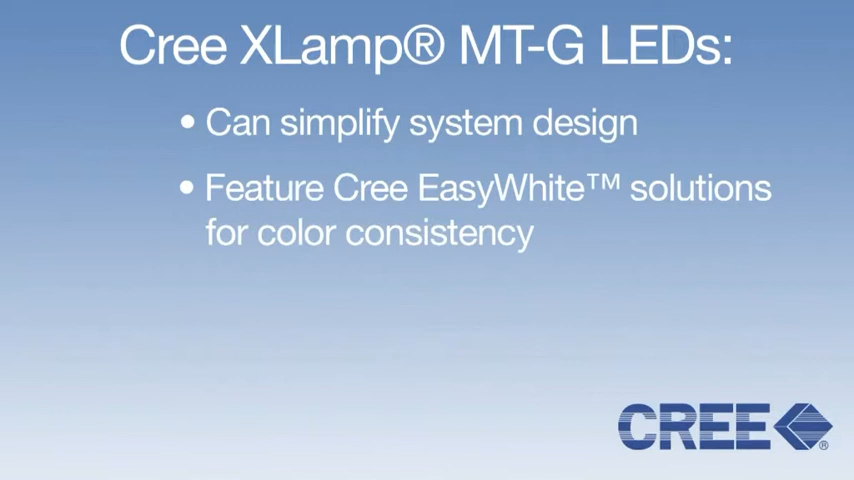 Cree XLamp® MT-G LEDs:
• Can simplify system design
• Feature Cree EasyWhite™ solutions
for color consistency
CREE®